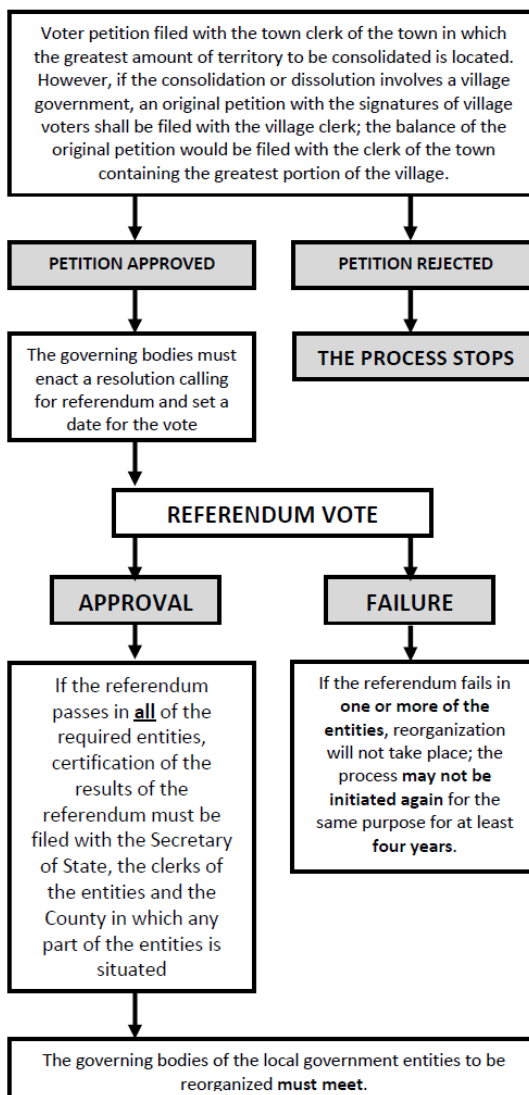 Voter petition filed with the town clerk of the town in which
the greatest amount of territory to be consolidated is located.
However, if the consolidation or dissolution involves a village
government, an original petition with the signatures of village
voters shall be filed with the village clerk; the balance of the
original petition would be filed with the clerk of the town
containing the greatest portion of the village.
PETITION APPROVED
PETITION REJECTED
The governing bodies must
enact a resolution calling
for referendum and set a
date for the vote
THE PROCESS STOPS
REFERENDUM VOTE
APPROVAL
FAILURE
If the referendum
passes in all of the
required entities,
certification of the
results of the
referendum must be
filed with the Secretary
of State, the clerks of
the entities and the
County in which any
part of the entities is
situated
If the referendum fails in
one or more of the
entities, reorganization
will not take place; the
process may not be
initiated again for the
same purpose for at least
four years.
The governing bodies of the local government entities to be
reorganized must meet.